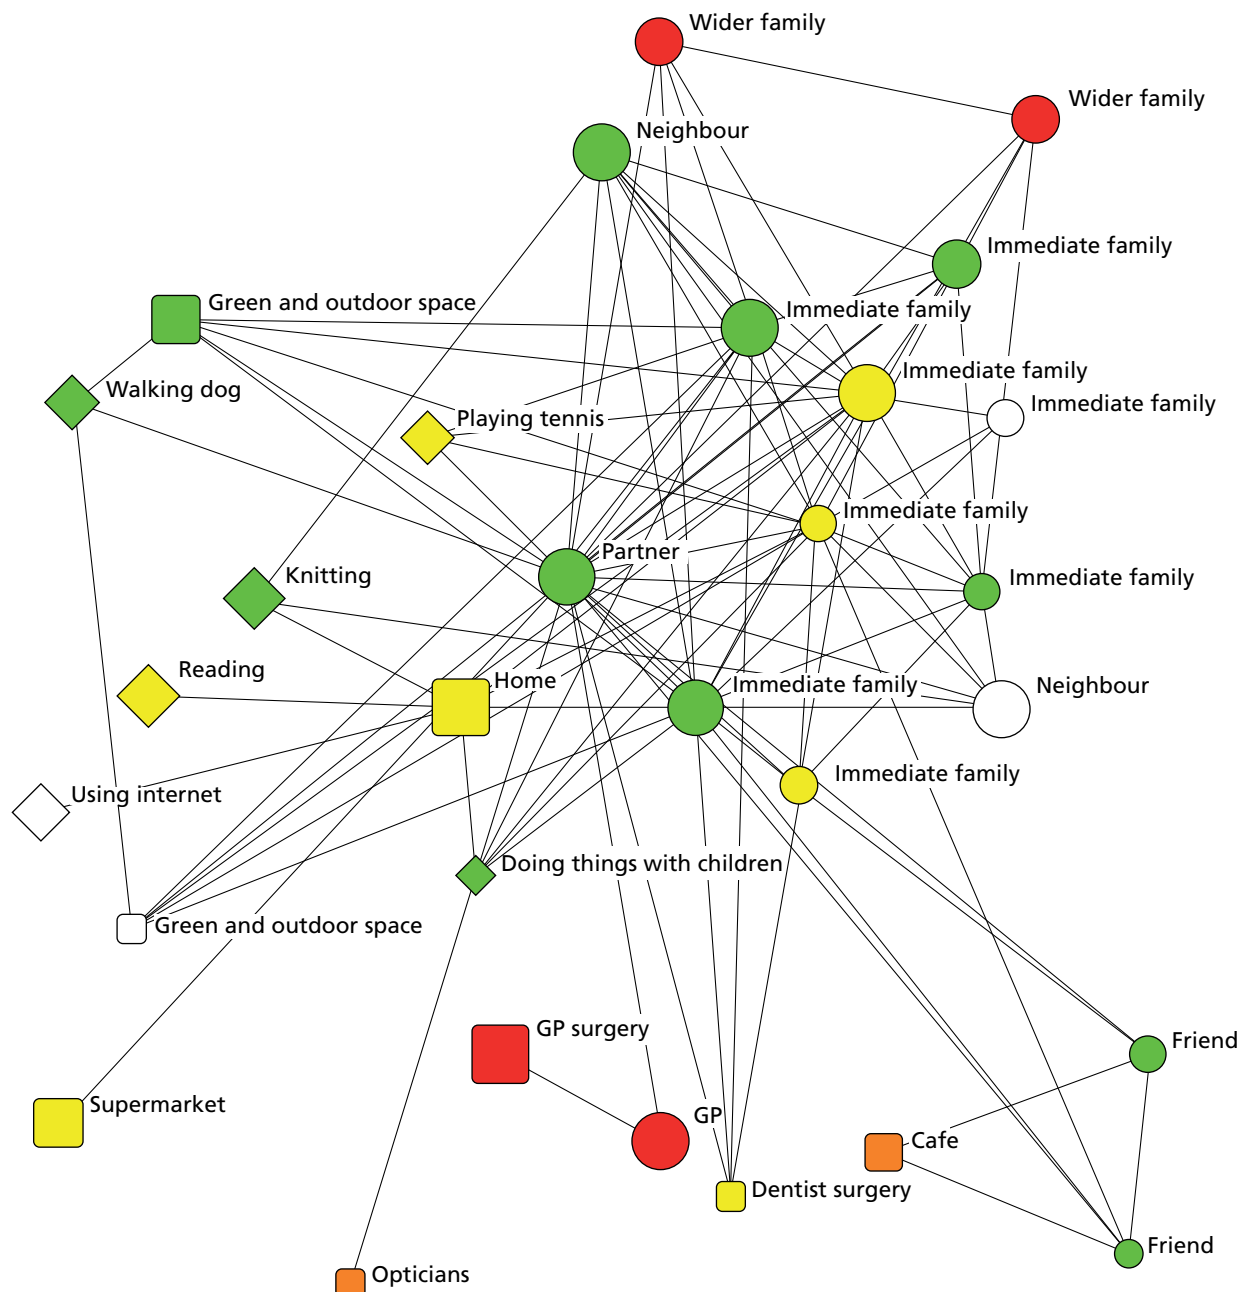 Wider family
Wider family
Neighbour
Immediate family
Green and outdoor space
Immediate family
Immediate family
Walking dog
Immediate family
Playing tennis
Immediate family
Partner
Knitting
Immediate family
Reading
Home
Immediate family
Neighbour
Immediate family
Using internet
Doing things with children
Green and outdoor space
GP surgery
Friend
Supermarket
GP
Cafe
Dentist surgery
Friend
Opticians